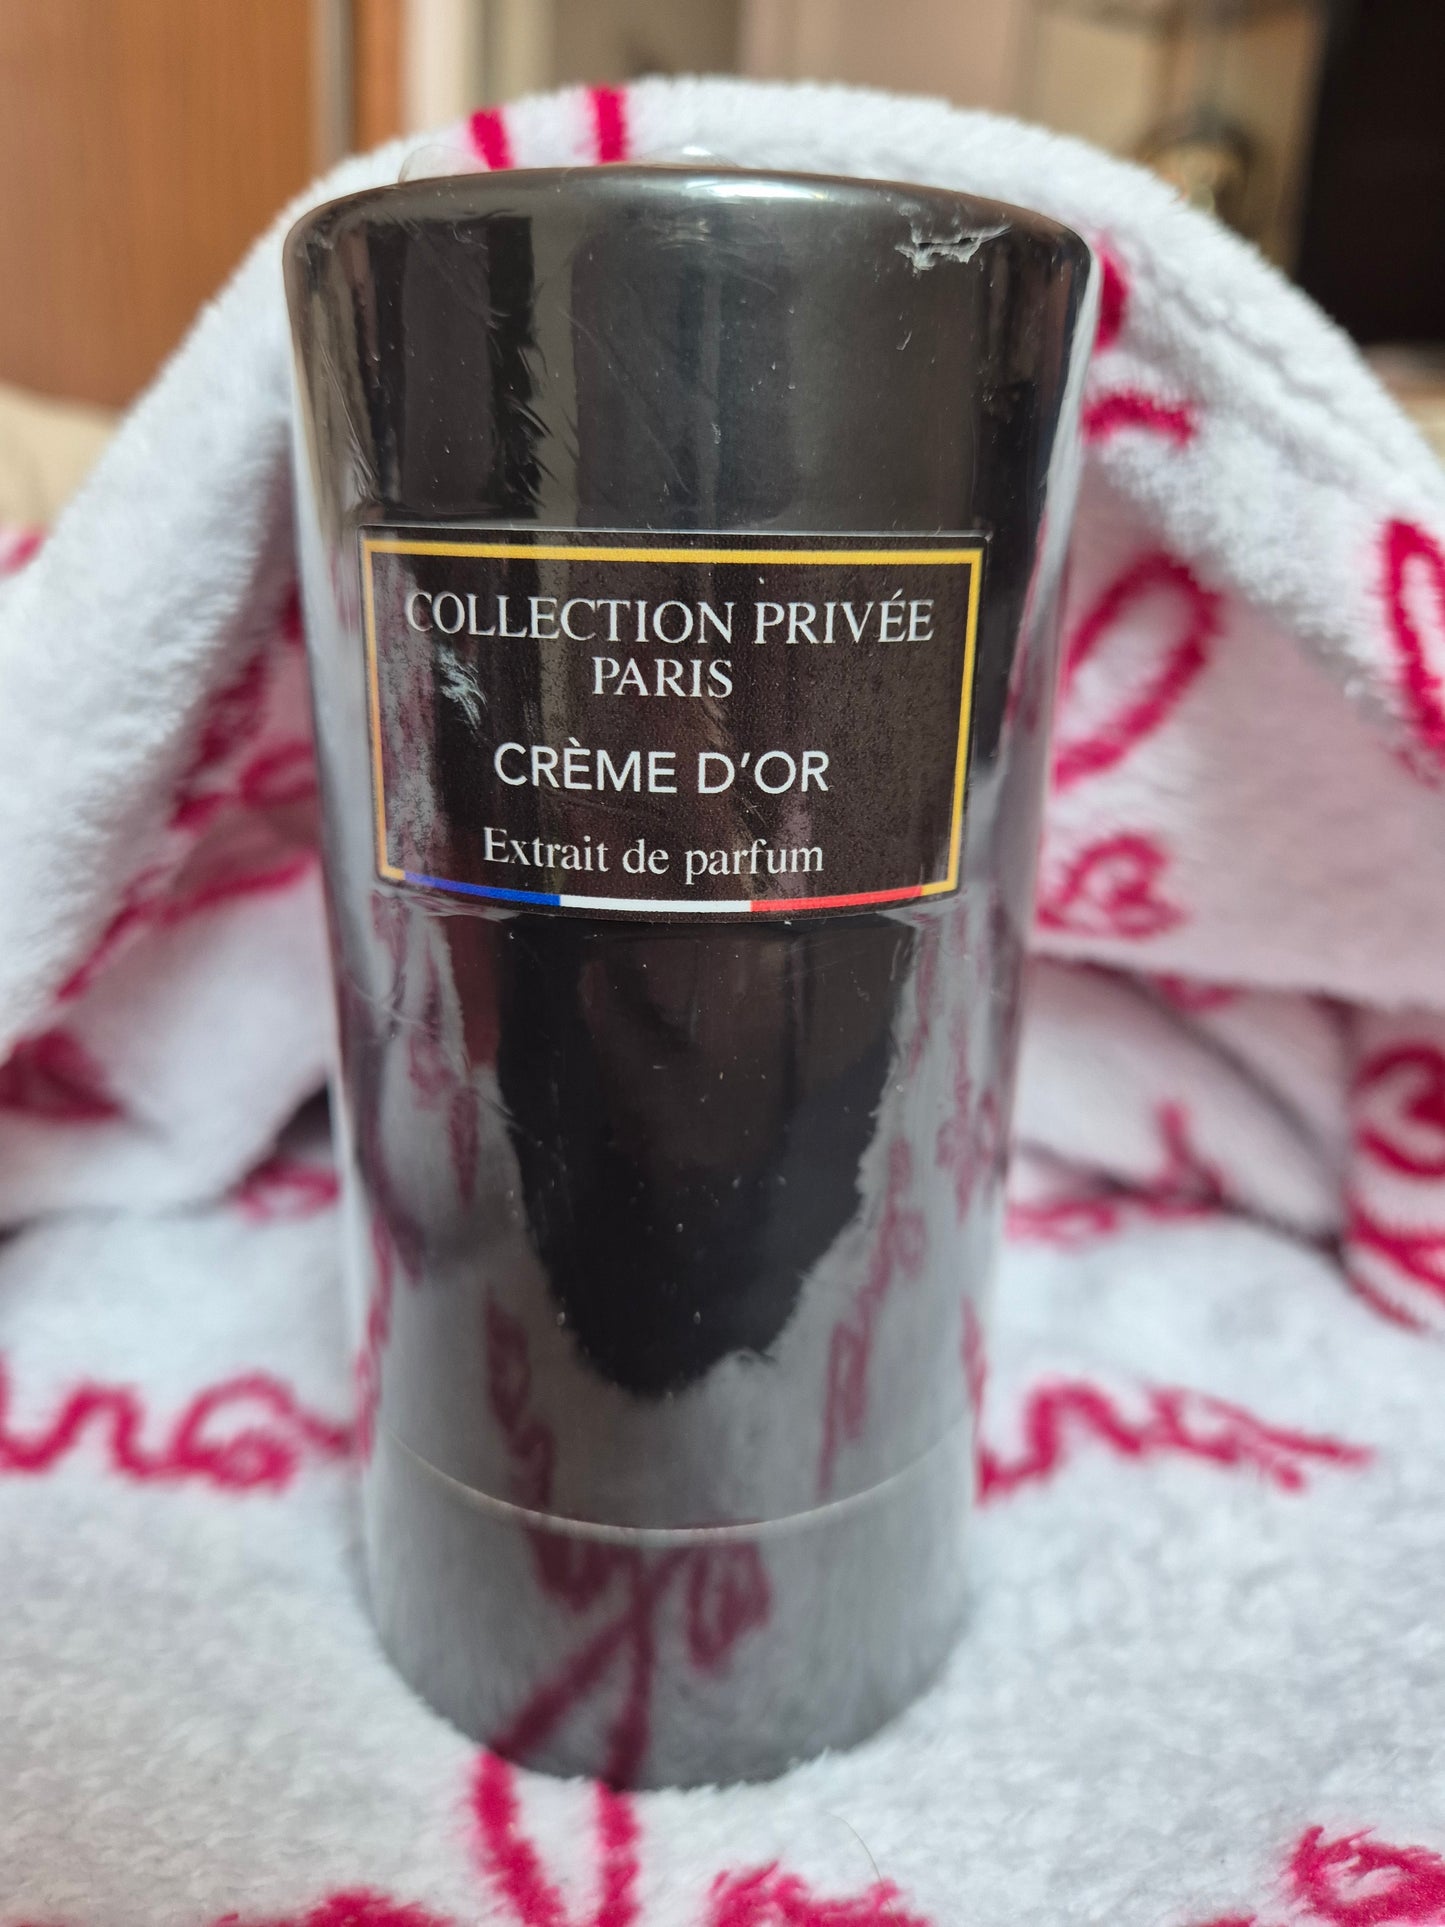 COLLECTION PRIVÉE
PARIS
CRÈME D'OR
Extrait de parfum